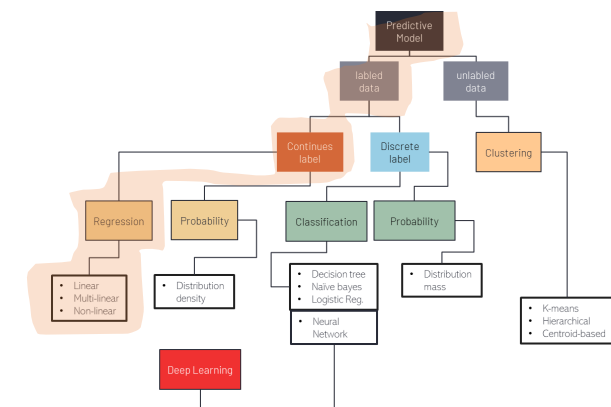 Predictive
Model
labled
data
unlabled
data
Continues
label
Discrete
label
Clustering
Regression
Probability
Classification
Probability
• Linear
• Multi-linear
• Non-linear
• Distribution
density
• Decision tree
• Naïve bayes
• Logistic Reg.
• Neural
Network
• Distribution
mass
• K-means
• Hierarchical
• Centroid-based
Deep Learning